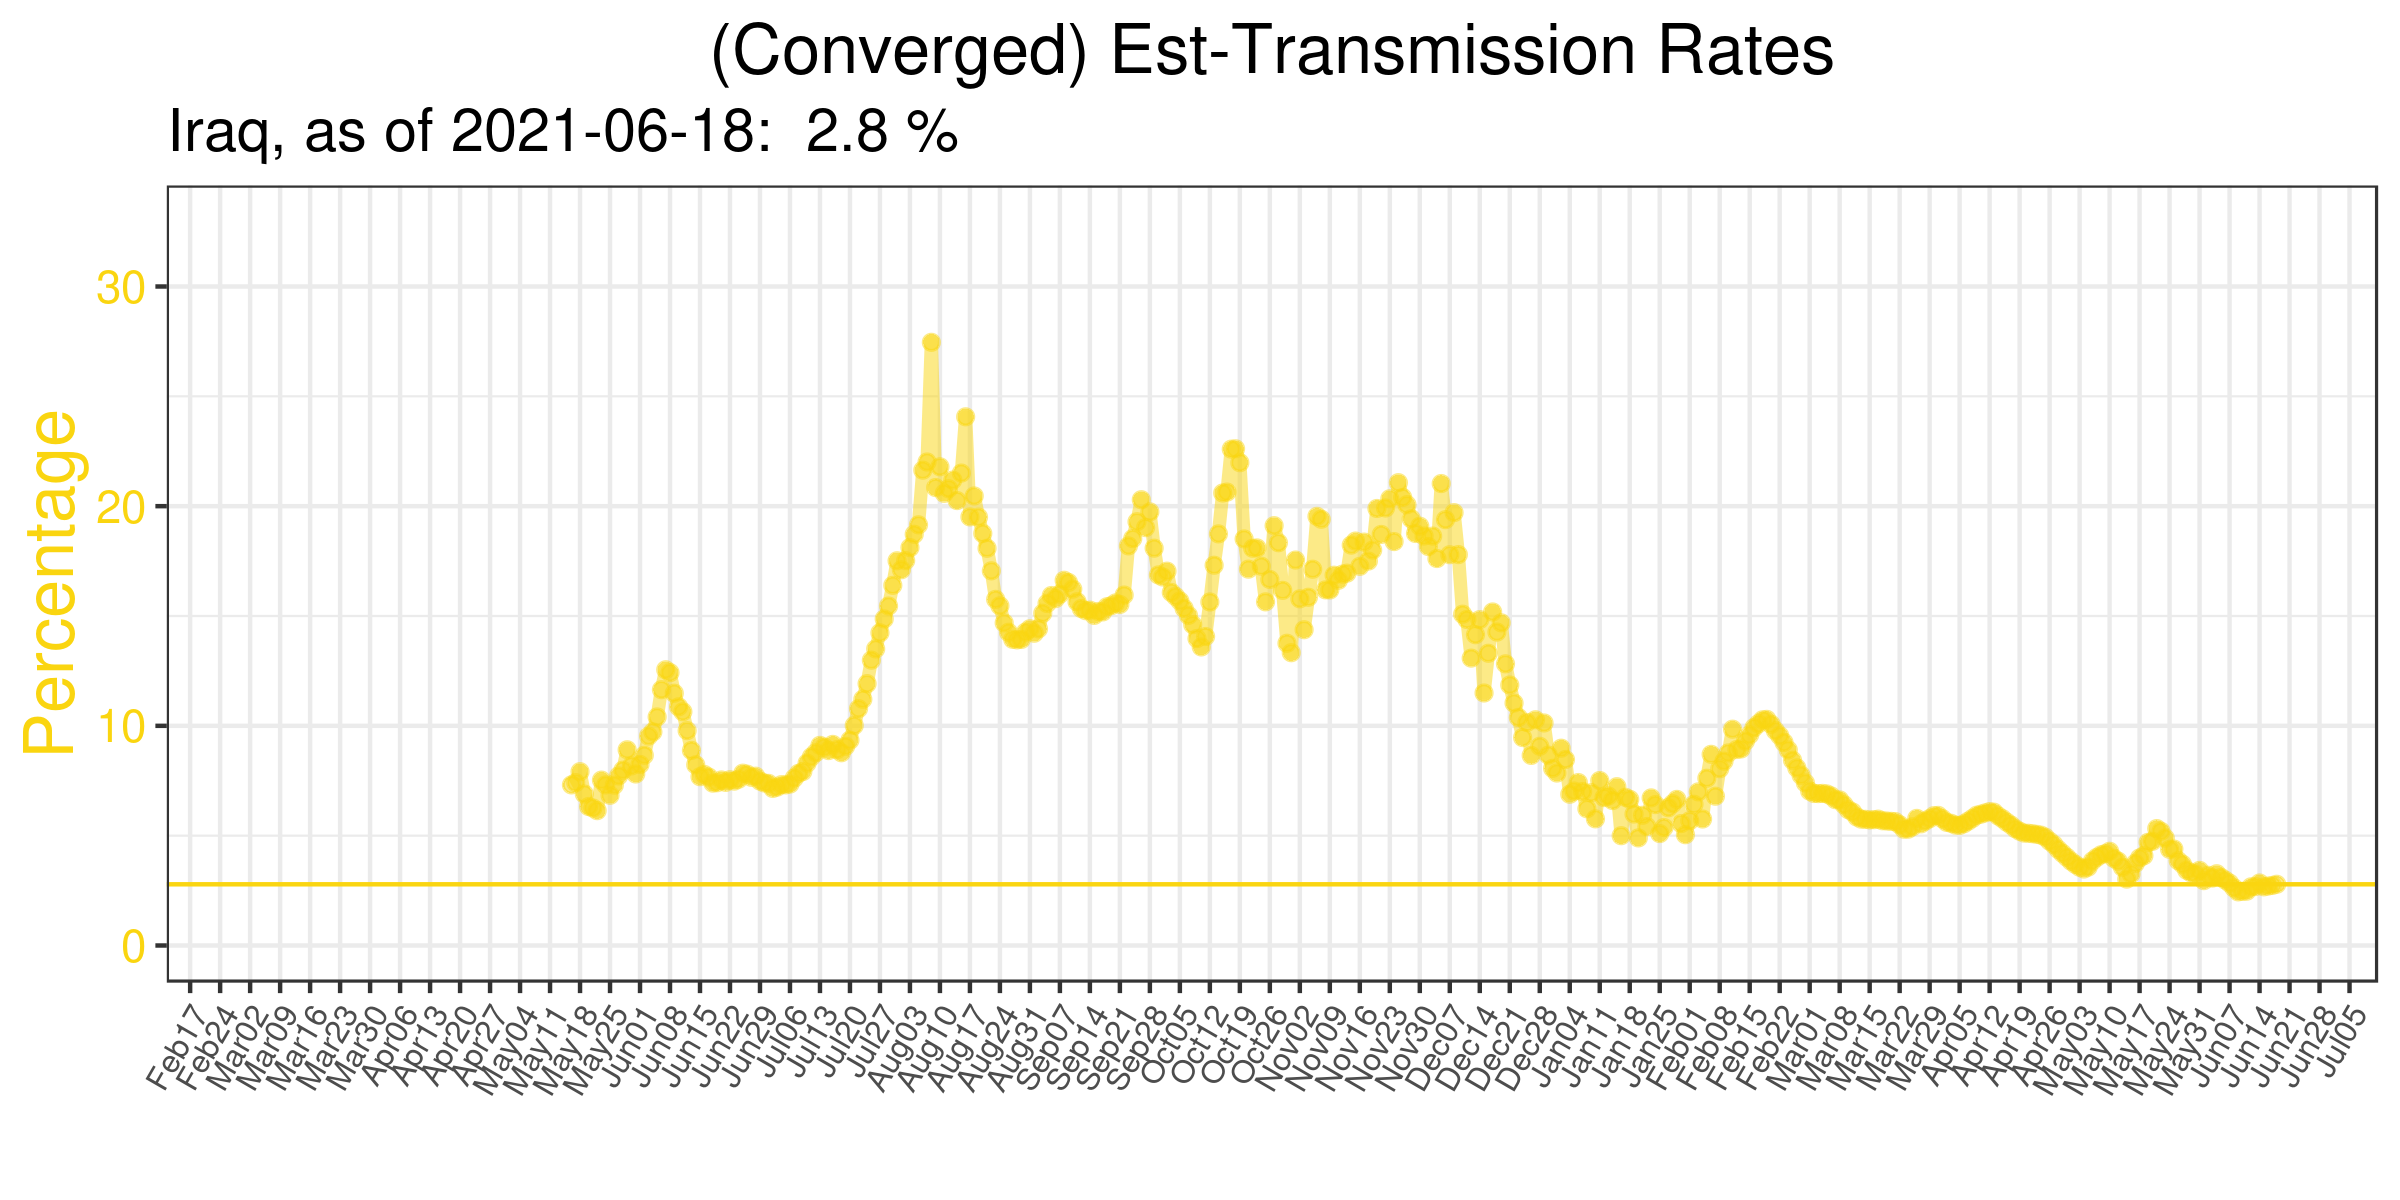 (Converged) Est-Transmission Rates
Iraq, as of 2021-06-18:  2.8 %
Percentage
30
20
10
0
Feb17
Feb24
Mar02
Mar09
Mar16
Mar23
Mar30
Apr06
Apr13
Apr20
Apr27
May04
May11
May18
May25
Jun01
Jun08
Jun15
Jun22
Jun29
Jul06
Jul13
Jul20
Jul27
Aug03
Aug10
Aug17
Aug24
Aug31
Sep07
Sep14
Sep21
Sep28
Oct05
Oct12
Oct19
Oct26
Nov02
Nov09
Nov16
Nov23
Nov30
Dec07
Dec14
Dec21
Dec28
Jan04
Jan11
Jan18
Jan25
Feb01
Feb08
Feb15
Feb22
Mar01
Mar08
Mar15
Mar22
Mar29
Apr05
Apr12
Apr19
Apr26
May03
May10
May17
May24
May31
Jun07
Jun14
Jun21
Jun28
Jul05